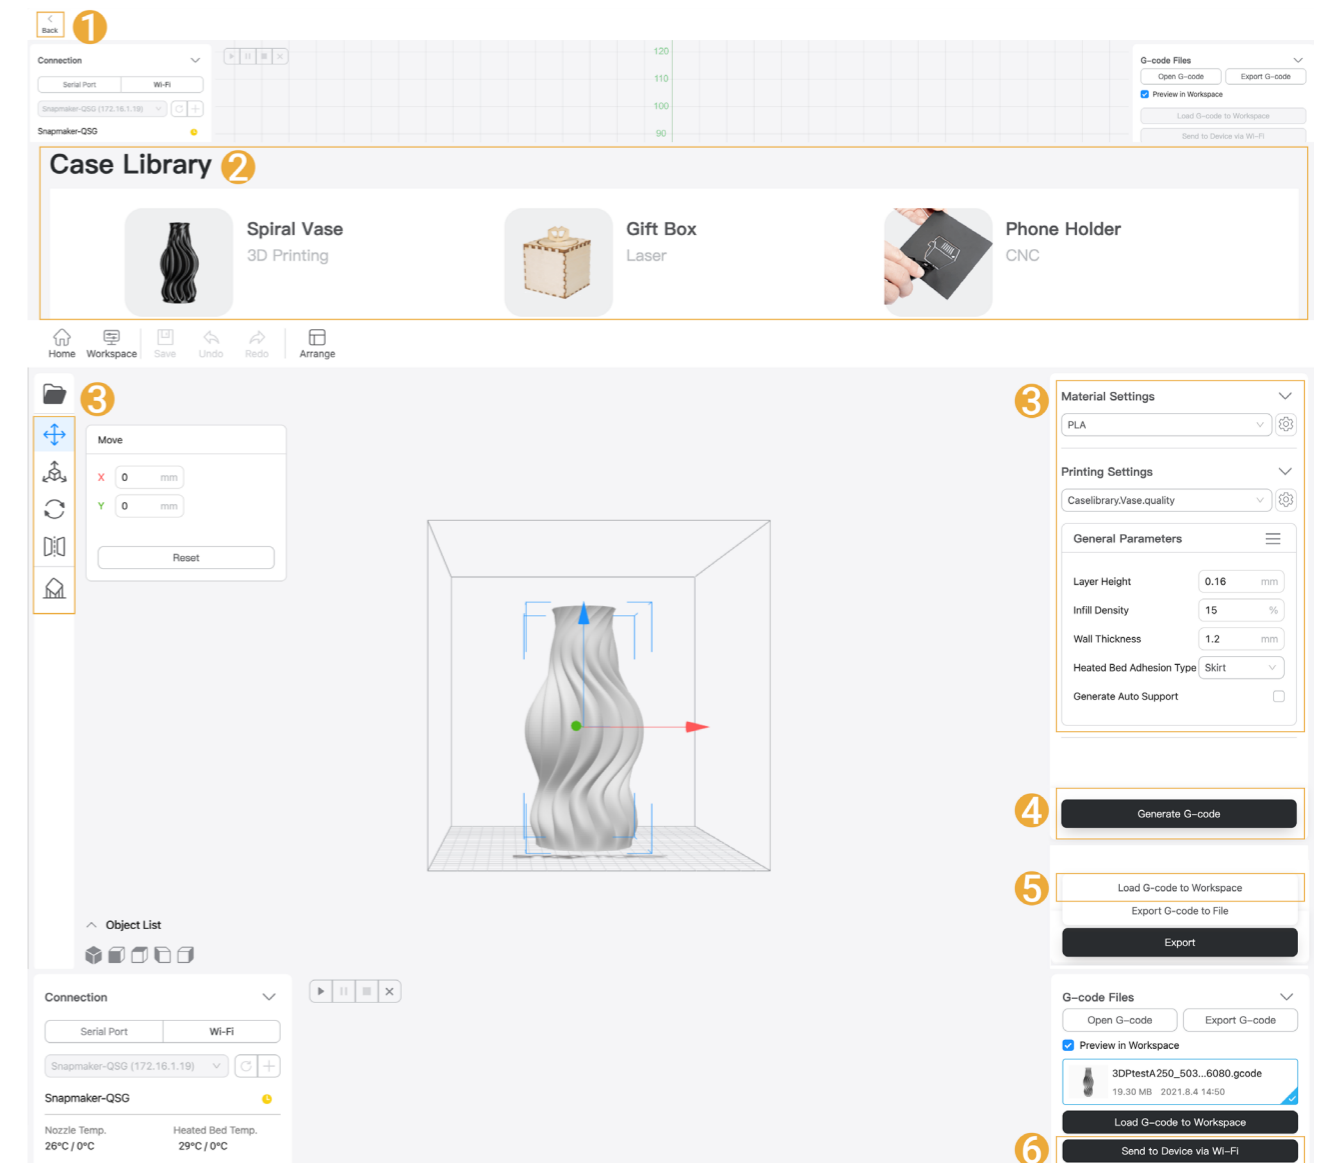 Back
1
Connection
Serial Port Wi-Fi
Snapmaker-QSG (172.16.1.19)
Snapmaker-QSG
120
110
100
90
G-code Files
Open G-code Export G-code
Preview in Workspace
Load G-code to Workspace
Send to Device via Wi-Fi
Case Library 2
Spiral Vase
3D Printing
Gift Box
Laser
Phone Holder
CNC
Home Workspace Save Undo Redo Arrange
3
Move
X 0 mm
Y 0 mm
Reset
Object List
3
Material Settings
PLA
Printing Settings
Caselibrary.Vase.quality
General Parameters
Layer Height 0.16 mm
Infill Density 15 %
Wall Thickness 1.2 mm
Heated Bed Adhesion Type Skirt
Generate Auto Support
4
Generate G-code
5
Load G-code to Workspace
Export G-code to File
Export
Connection
Serial Port Wi-Fi
Snapmaker-QSG (172.16.1.19)
Snapmaker-QSG
Nozzle Temp. Heated Bed Temp.
26°C / 0°C 29°C / 0°C
G-code Files
Open G-code Export G-code
Preview in Workspace
3DPtestA250_503...6080.gcode
19.30 MB 2021.8.4 14:50
Load G-code to Workspace
6
Send to Device via Wi-Fi